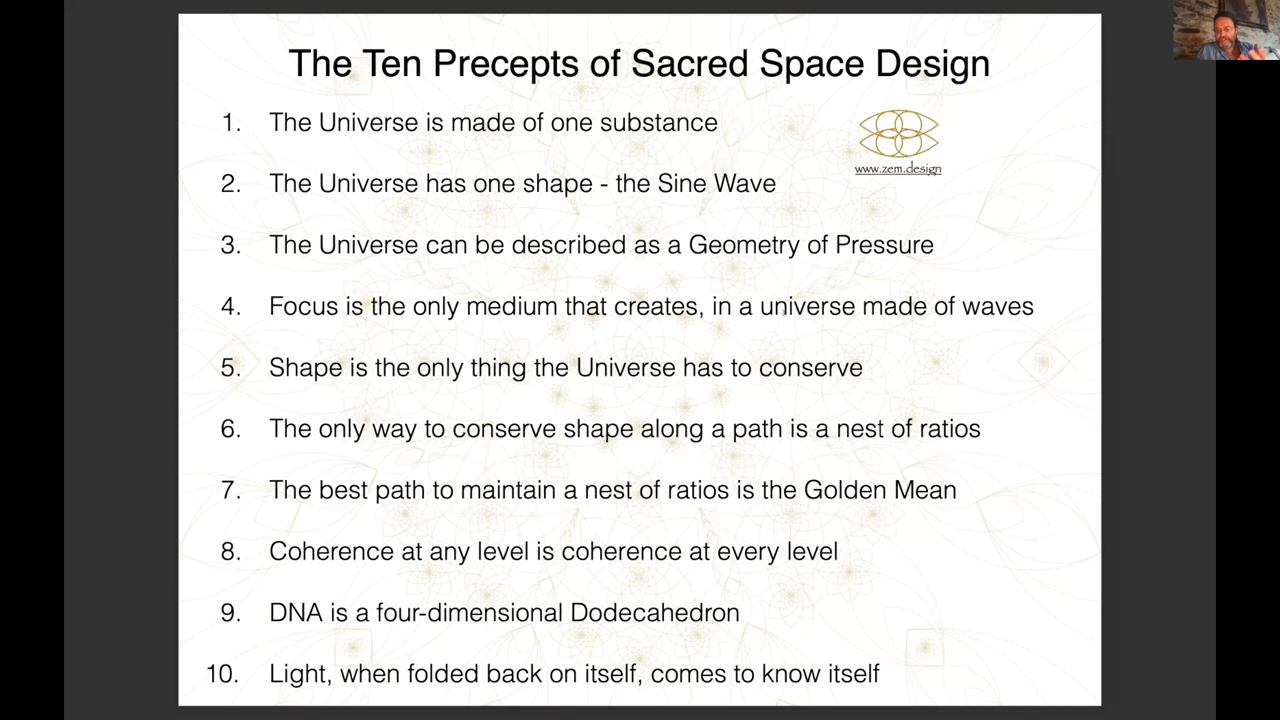 The Ten Precepts of Sacred Space Design
1. The Universe is made of one substance
www.zem.design
2. The Universe has one shape - the Sine Wave
3. The Universe can be described as a Geometry of Pressure
4. Focus is the only medium that creates, in a universe made of waves
5. Shape is the only thing the Universe has to conserve
6. The only way to conserve shape along a path is a nest of ratios
7. The best path to maintain a nest of ratios is the Golden Mean
8. Coherence at any level is coherence at every level
9. DNA is a four-dimensional Dodecahedron
10. Light, when folded back on itself, comes to know itself